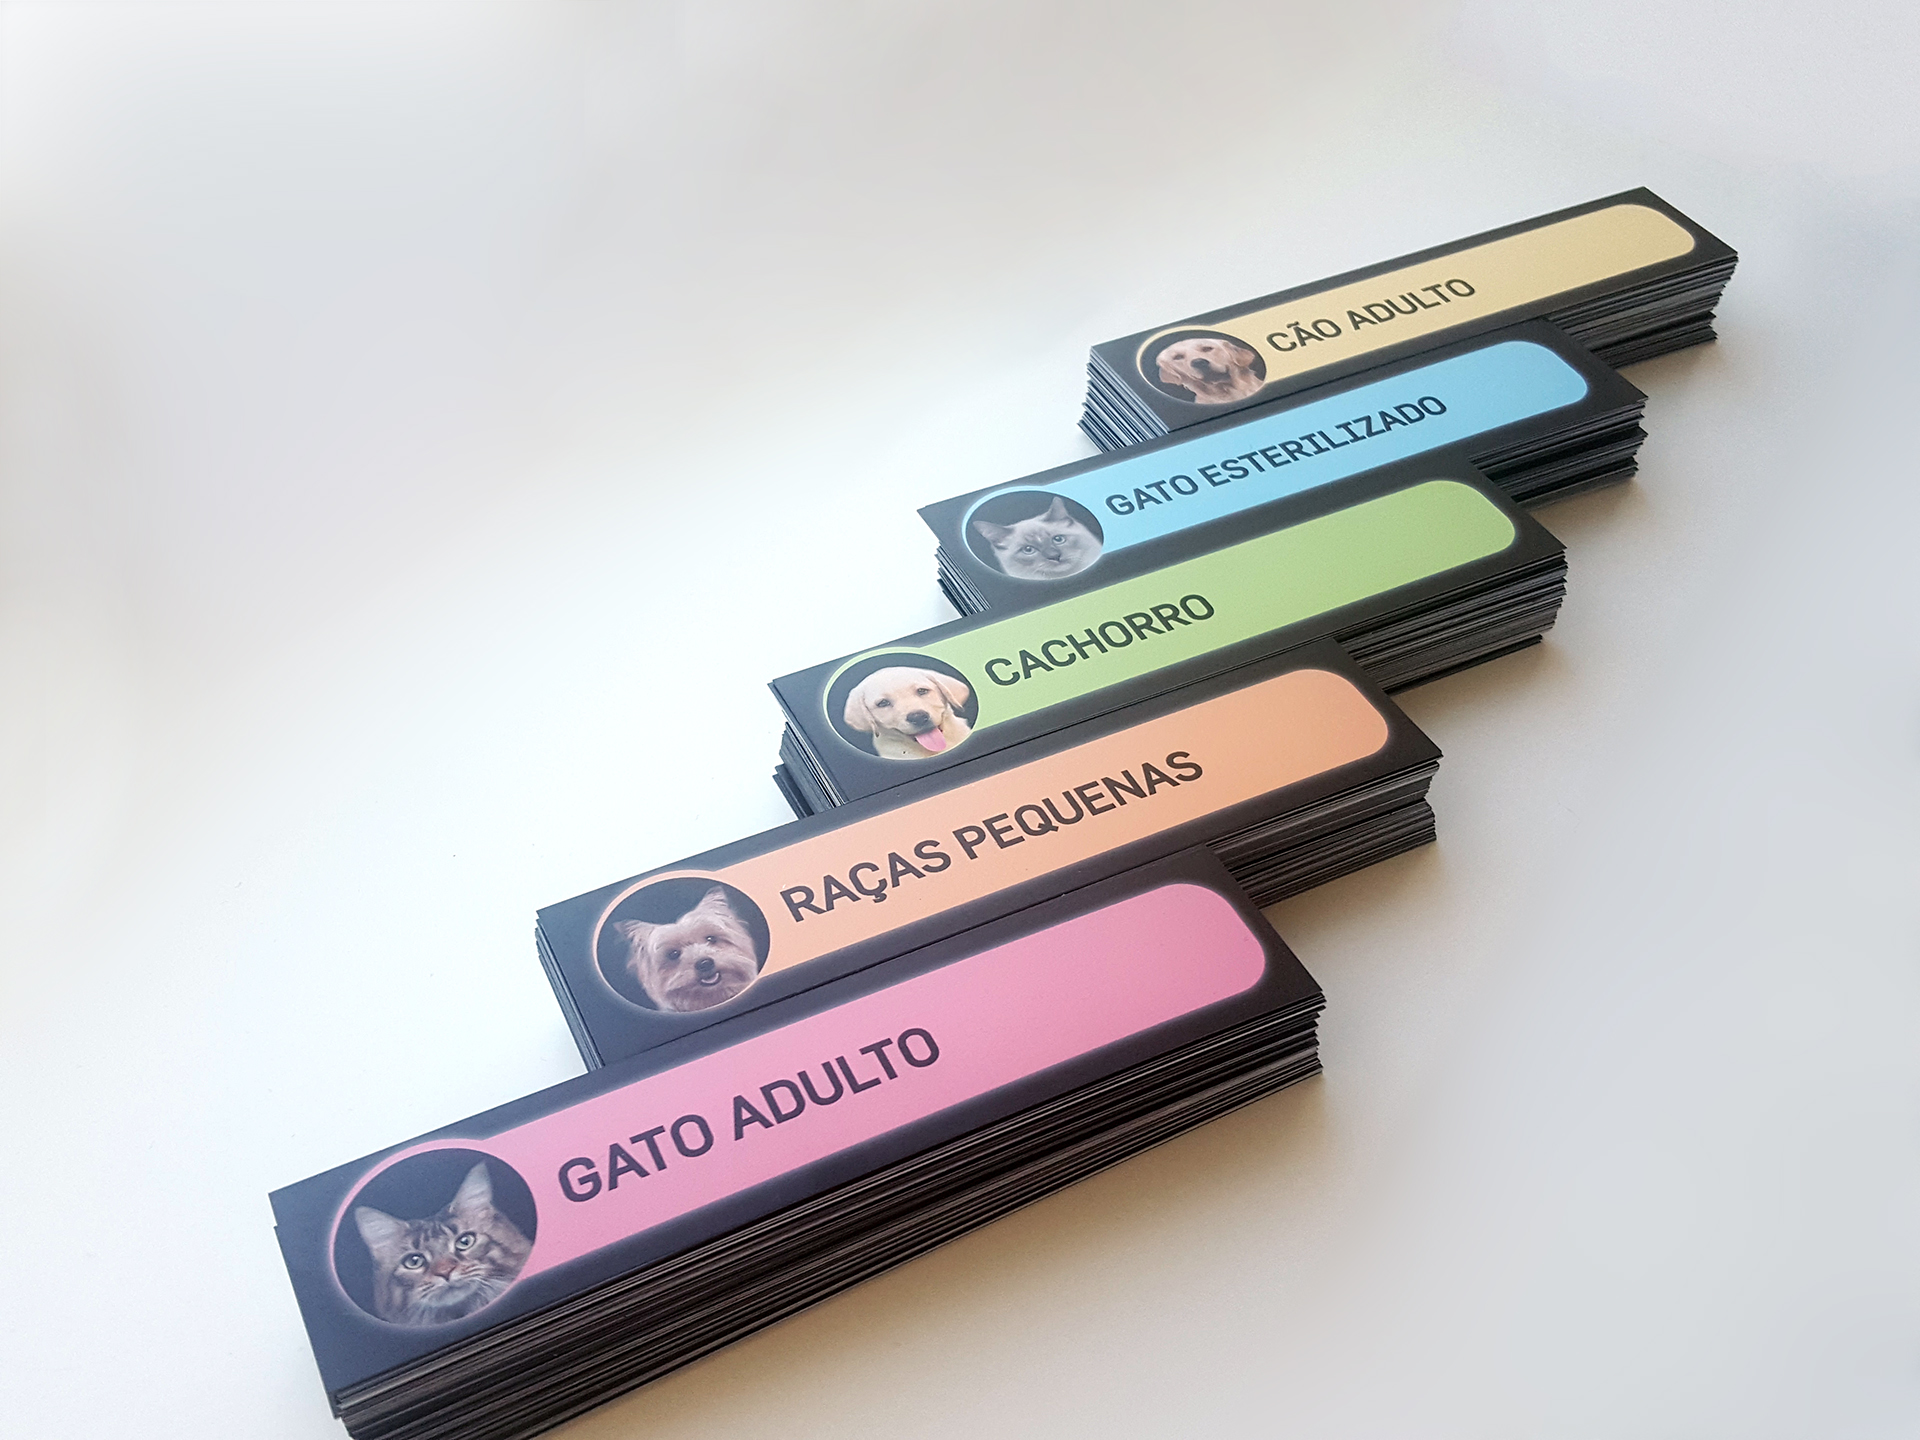 CÃO ADULTO
GATO ESTERILIZADO
CACHORRO
RAÇAS PEQUENAS
GATO ADULTO